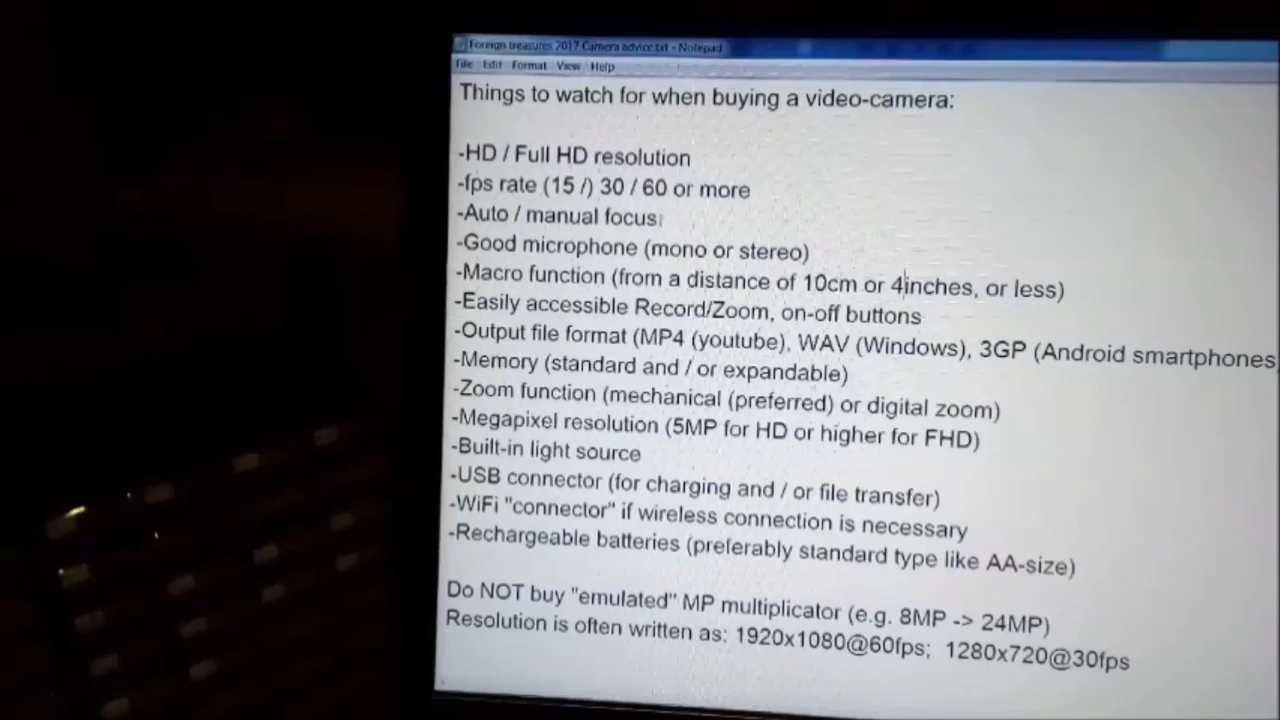 Foreign treasures 2017 Camera advice.txt - Notepad
File Edit Format View Help
Things to watch for when buying a video-camera:
-HD / Full HD resolution
-fps rate (15 /) 30 / 60 or more
-Auto / manual focus
-Good microphone (mono or stereo)
-Macro function (from a distance of 10cm or 4inches, or less)
-Easily accessible Record/Zoom, on-off buttons
-Output file format (MP4 (youtube), WAV (Windows), 3GP (Android smartphones,
-Memory (standard and / or expandable)
-Zoom function (mechanical (preferred) or digital zoom)
-Megapixel resolution (5MP for HD or higher for FHD)
-Built-in light source
-USB connector (for charging and / or file transfer)
-WiFi "connector" if wireless connection is necessary
-Rechargeable batteries (preferably standard type like AA-size)
Do NOT buy "emulated" MP multiplicator (e.g. 8MP -> 24MP)
Resolution is often written as: 1920x1080@60fps; 1280x720@30fps